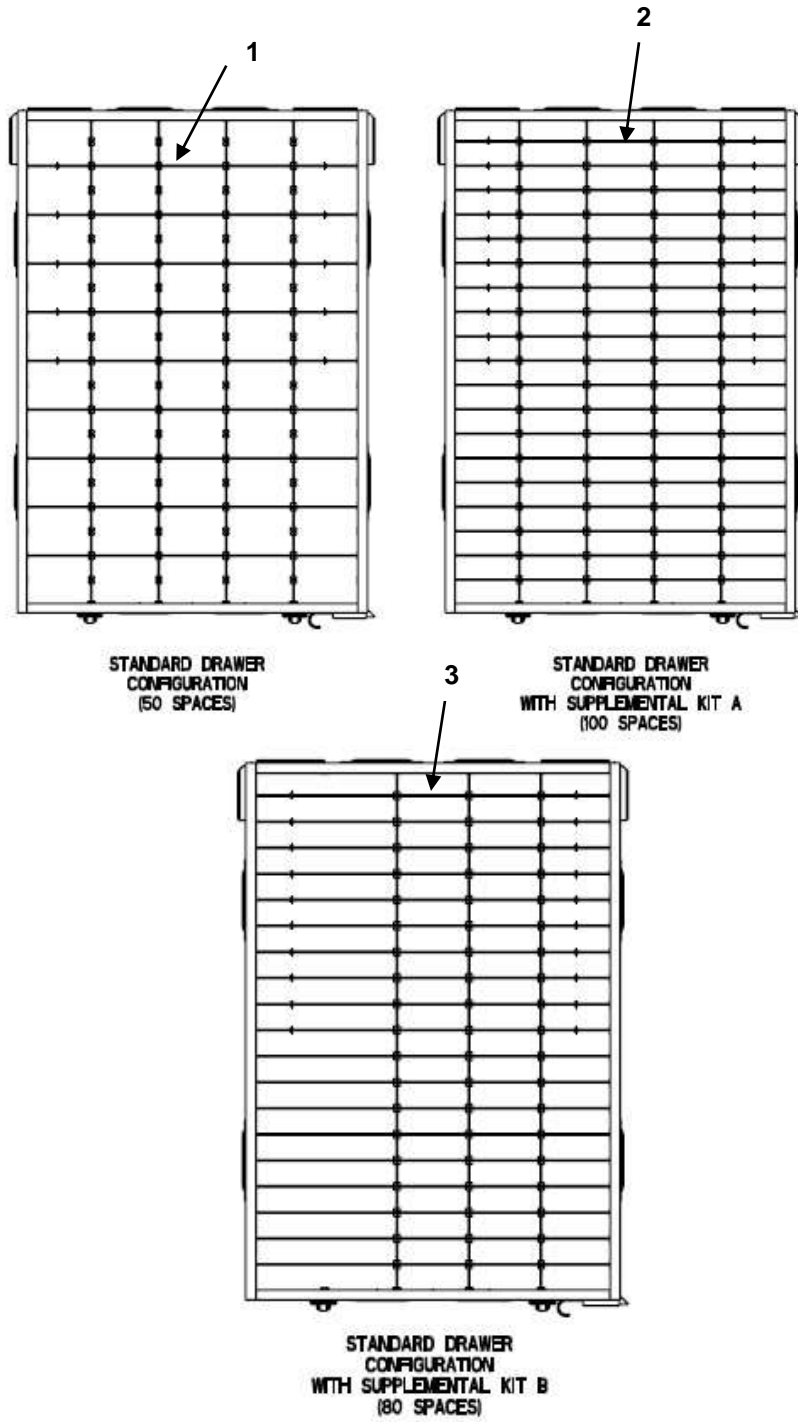 1
2
STANDARD DRAWER
CONFIGURATION
(50 SPACES)
STANDARD DRAWER
CONFIGURATION
WITH SUPPLEMENTAL KIT A
(100 SPACES)
3
STANDARD DRAWER
CONFIGURATION
WITH SUPPLEMENTAL KIT B
(80 SPACES)